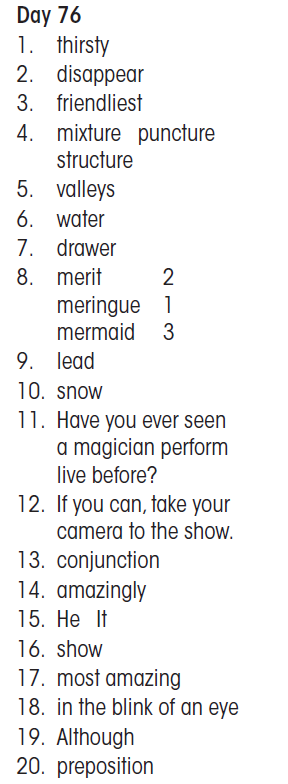 Day 76
1. thirsty
2. disappear
3. friendliest
4. mixture puncture
structure
5. valleys
6. water
7. drawer
8. merit 2
meringue 1
mermaid 3
9. lead
10. snow
11. Have you ever seen
a magician perform
live before?
12. If you can, take your
camera to the show.
13. conjunction
14. amazingly
15. He It
16. show
17. most amazing
18. in the blink of an eye
19. Although
20. preposition